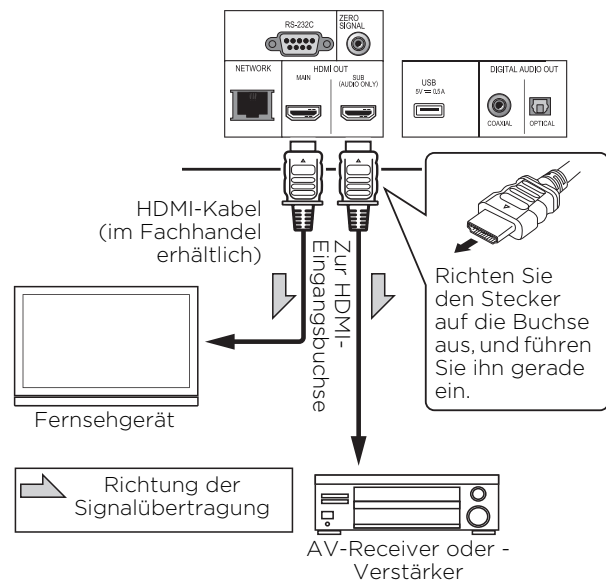 RS-232C
ZERO
SIGNAL
NETWORK
HDMI OUT
MAIN
SUB
(AUDIO ONLY)
USB
5V 0.5A
DIGITAL AUDIO OUT
COAXIAL
OPTICAL
HDMI-Kabel
(im Fachhandel
erhältlich)
Zur HDMI-
Eingangsbuchse
Richten Sie
den Stecker
auf die Buchse
aus, und führen
Sie ihn gerade
ein.
Fernsehgerät
Richtung der
Signalübertragung
AV-Receiver oder -
Verstärker